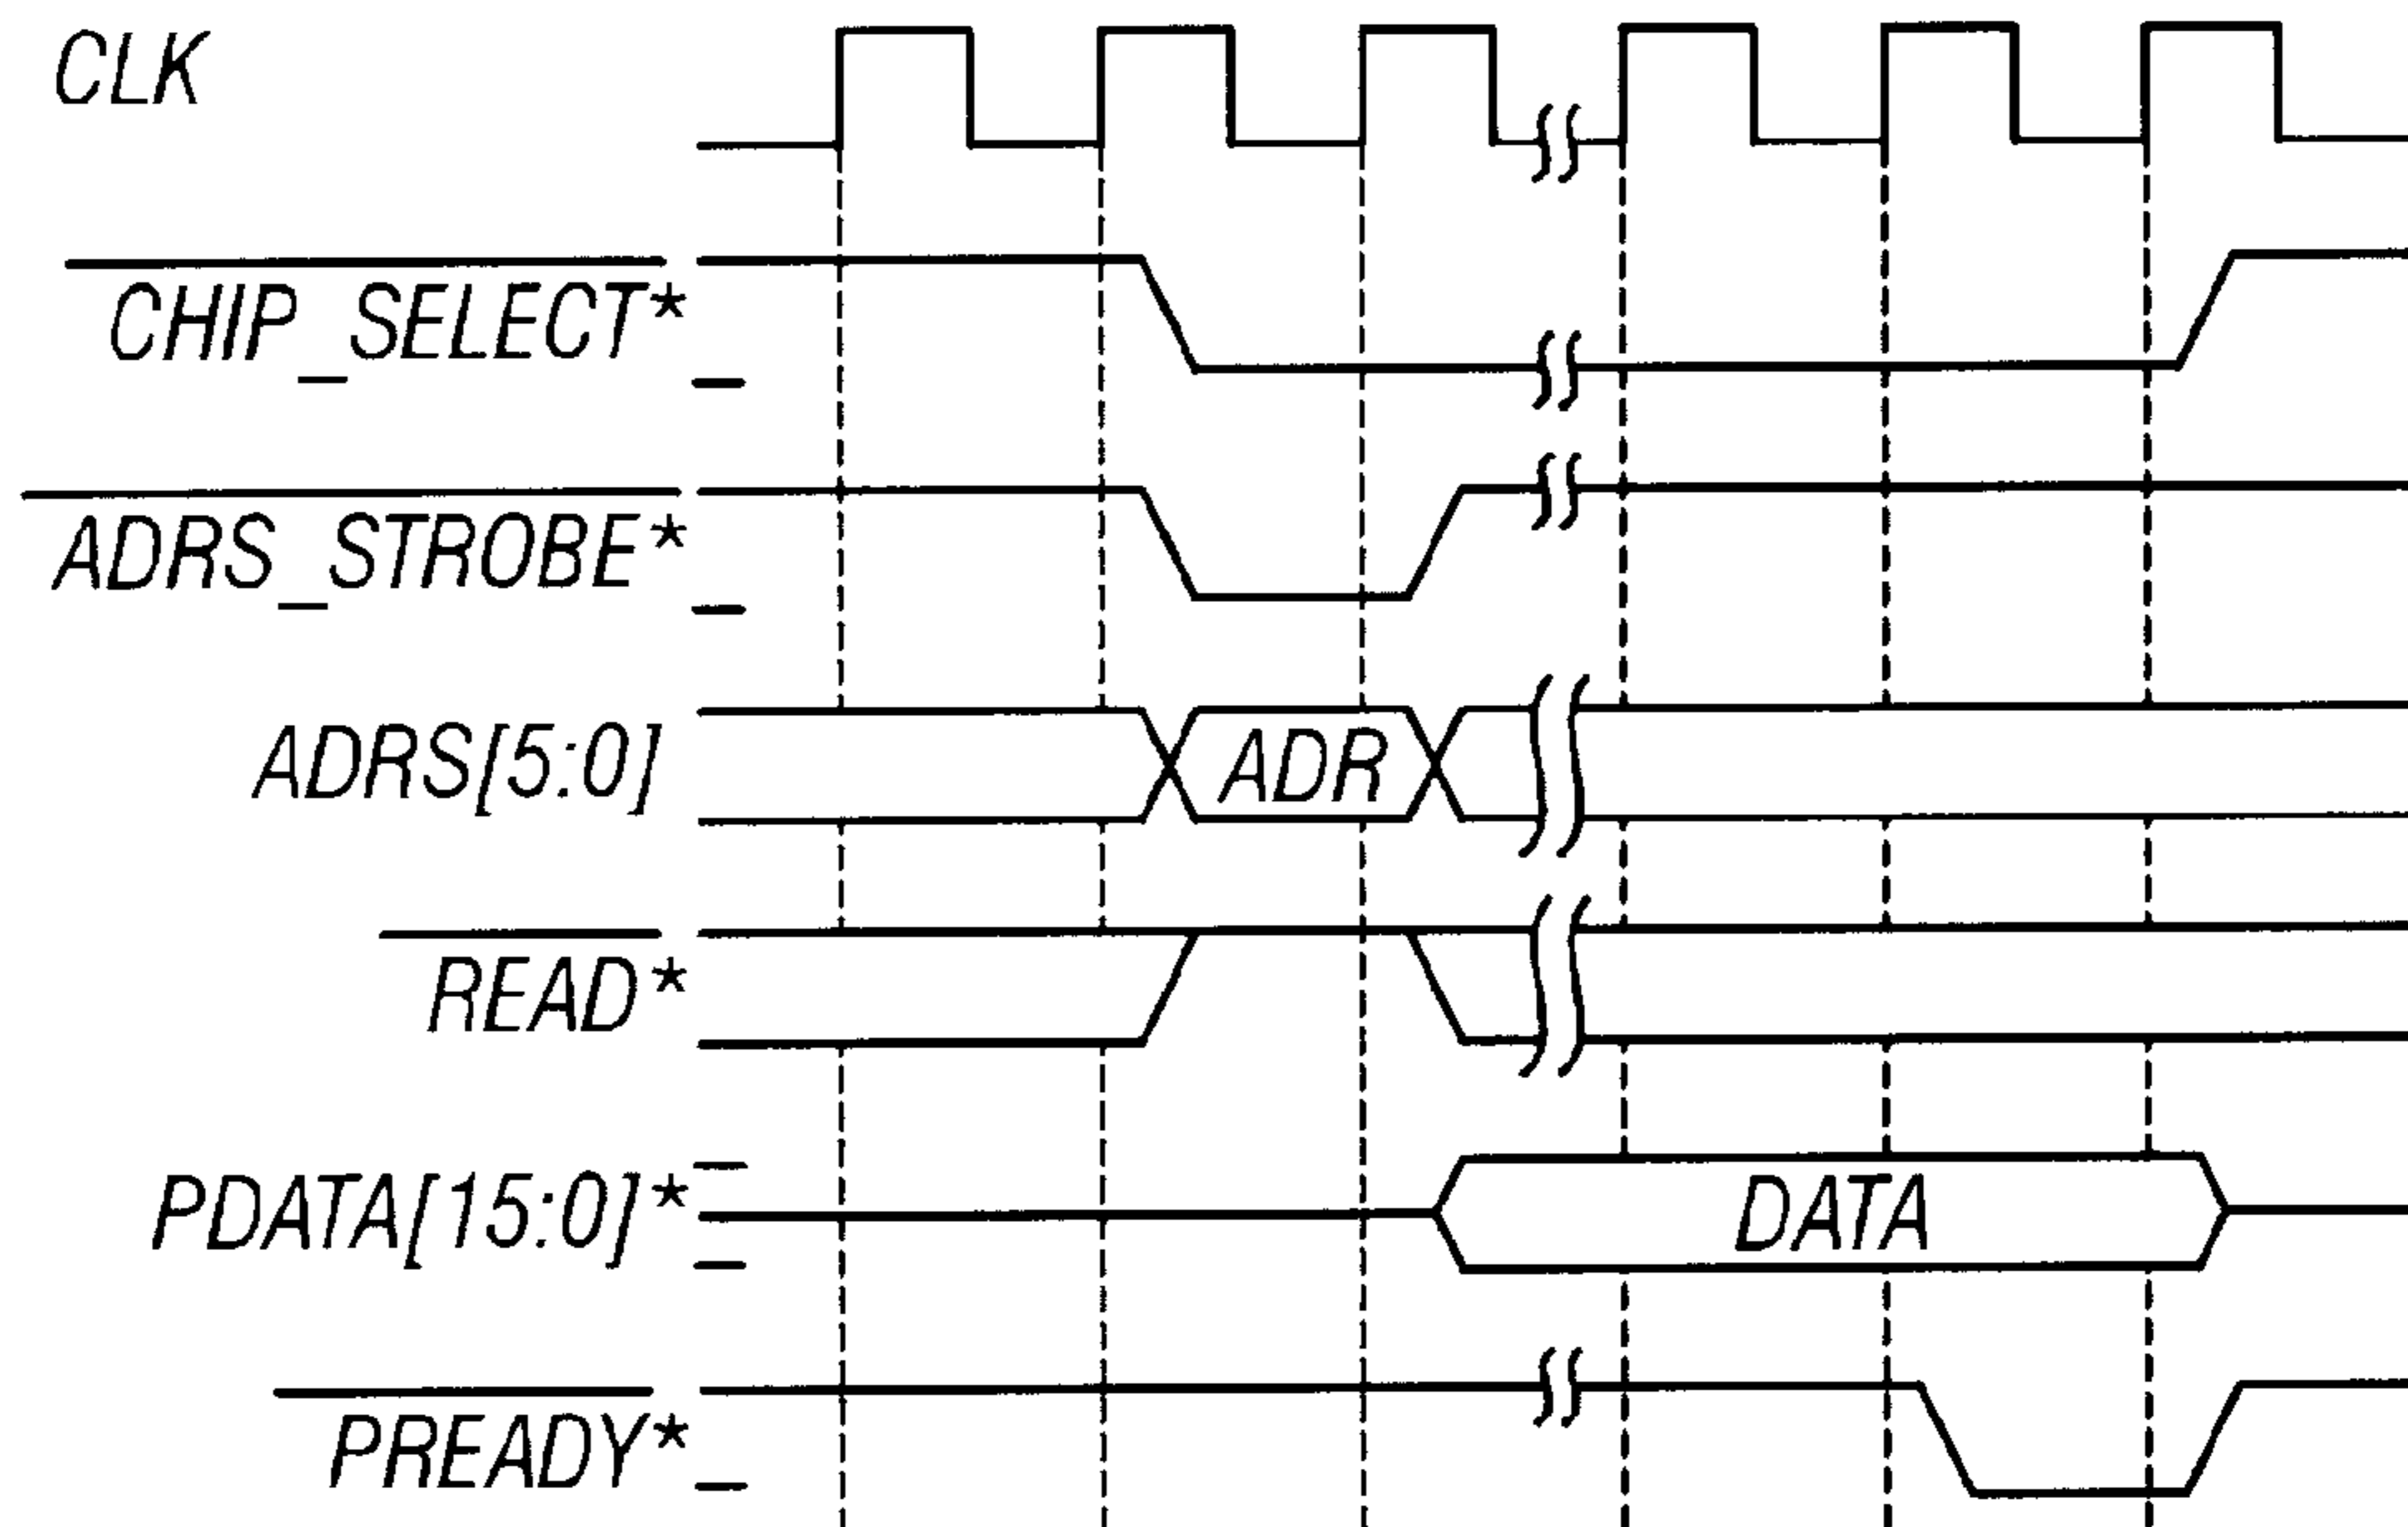 CLK
CHIP_SELECT*
ADRS_STROBE*
ADRS[5:0]
ADR
READ*
PDATA[15:0]*
DATA
PREADY*